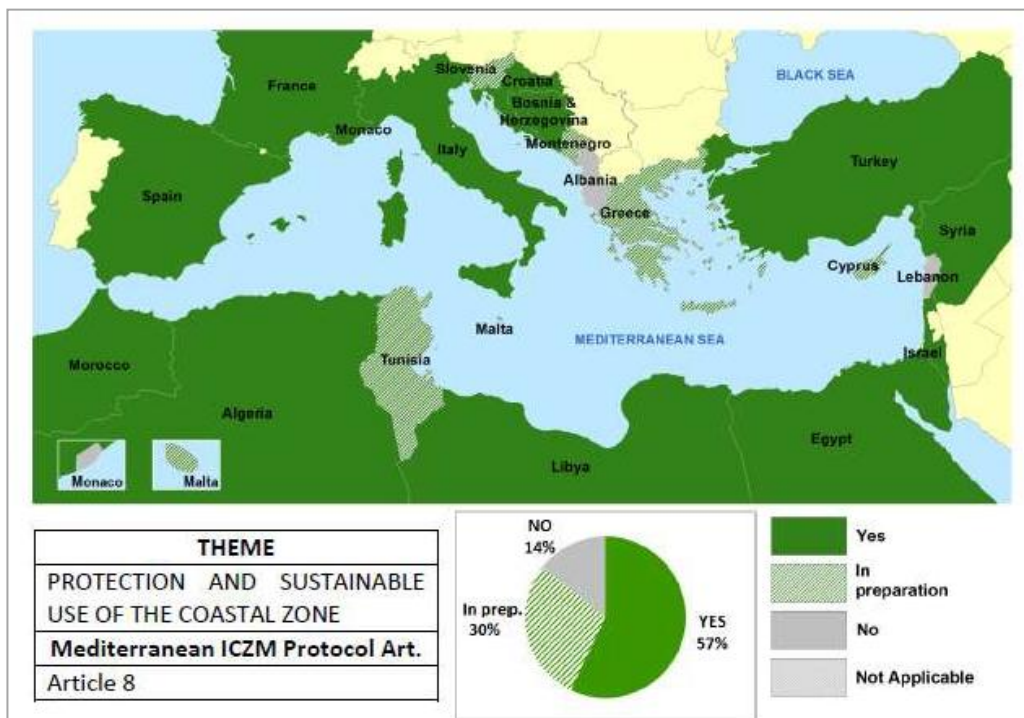 BLACK SEA
Slovenia
Croatia
France
Bosnia &
Herzegovina
Monaco
Montenegro
Italy
Turkey
Albania
Spain
Greece
Syria
Cyprus
Lebanon
Malta
MEDITERRANEAN SEA
Israel
Tunisia
Morocco
Algeria
Egypt
Libya
Monaco
Malta
THEME
PROTECTION AND SUSTAINABLE
USE OF THE COASTAL ZONE
Mediterranean ICZM Protocol Art.
Article 8
NO
14%
In prep.
30%
YES
57%
Yes
In
preparation
No
Not Applicable